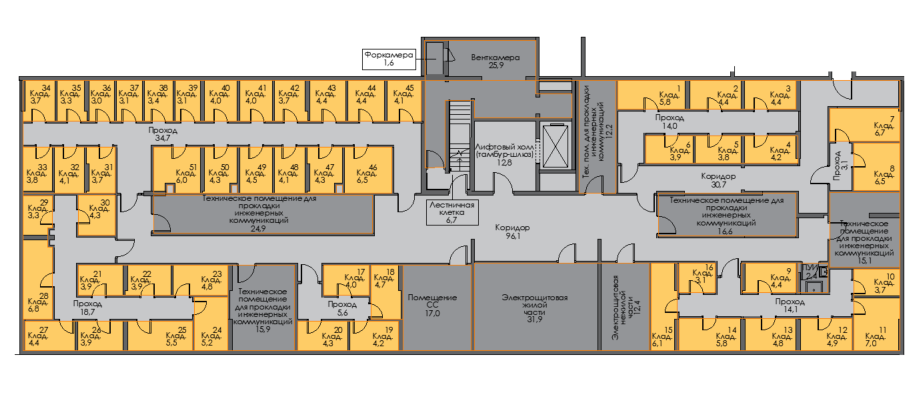 Форкамера
1,6
Венткамера
25,9
34
Клад.
3,7
35
Клад.
3,3
36
Клад.
3,0
37
Клад.
3,1
38
Клад.
3,4
39
Клад.
3,1
40
Клад.
4,0
41
Клад.
4,0
42
Клад.
3,7
43
Клад.
4,4
44
Клад.
4,4
45
Клад.
4,1
Проход
34,7
33
Клад.
3,8
32
Клад.
4,1
31
Клад.
3,7
51
Клад.
6,0
50
Клад.
4,3
49
Клад.
4,5
48
Клад.
4,1
47
Клад.
4,3
46
Клад.
6,5
Лифтовый холл
(тамбур-шлюз)
12,8
Тех. пом. для прокладки
инженерных
коммуникаций
12,2
1
Клад.
5,8
2
Клад.
4,4
3
Клад.
4,4
Проход
14,0
6
Клад.
3,9
5
Клад.
3,8
4
Клад.
4,2
Коридор
30,7
Проход
3,1
7
Клад.
6,7
8
Клад.
6,5
29
Клад.
3,3
30
Клад.
4,3
Техническое помещение для
прокладки
инженерных
коммуникаций
24,9
Лестничная
клетка
6,7
Коридор
96,1
Техническое помещение для
прокладки
инженерных
коммуникаций
16,6
Техническое
помещение
для прокладки
инженерных
коммуникаций
15,1
ПУИ
2,4
28
Клад.
6,8
21
Клад.
3,9
22
Клад.
3,9
23
Клад.
4,8
Проход
18,7
27
Клад.
4,4
26
Клад.
3,9
25
Клад.
5,5
24
Клад.
5,2
Техническое
помещение
для прокладки
инженерных
коммуникаций
15,9
17
Клад.
4,0
18
Клад.
4,7
Проход
5,6
20
Клад.
4,3
19
Клад.
4,2
Помещение
СС
17,0
Электрощитовая
жилой
части
31,9
Электрощитовая
нежилой
части
12,4
16
Клад.
3,1
9
Клад.
4,4
10
Клад.
3,7
Проход
14,1
15
Клад.
6,1
14
Клад.
5,8
13
Клад.
4,8
12
Клад.
4,9
11
Клад.
7,0